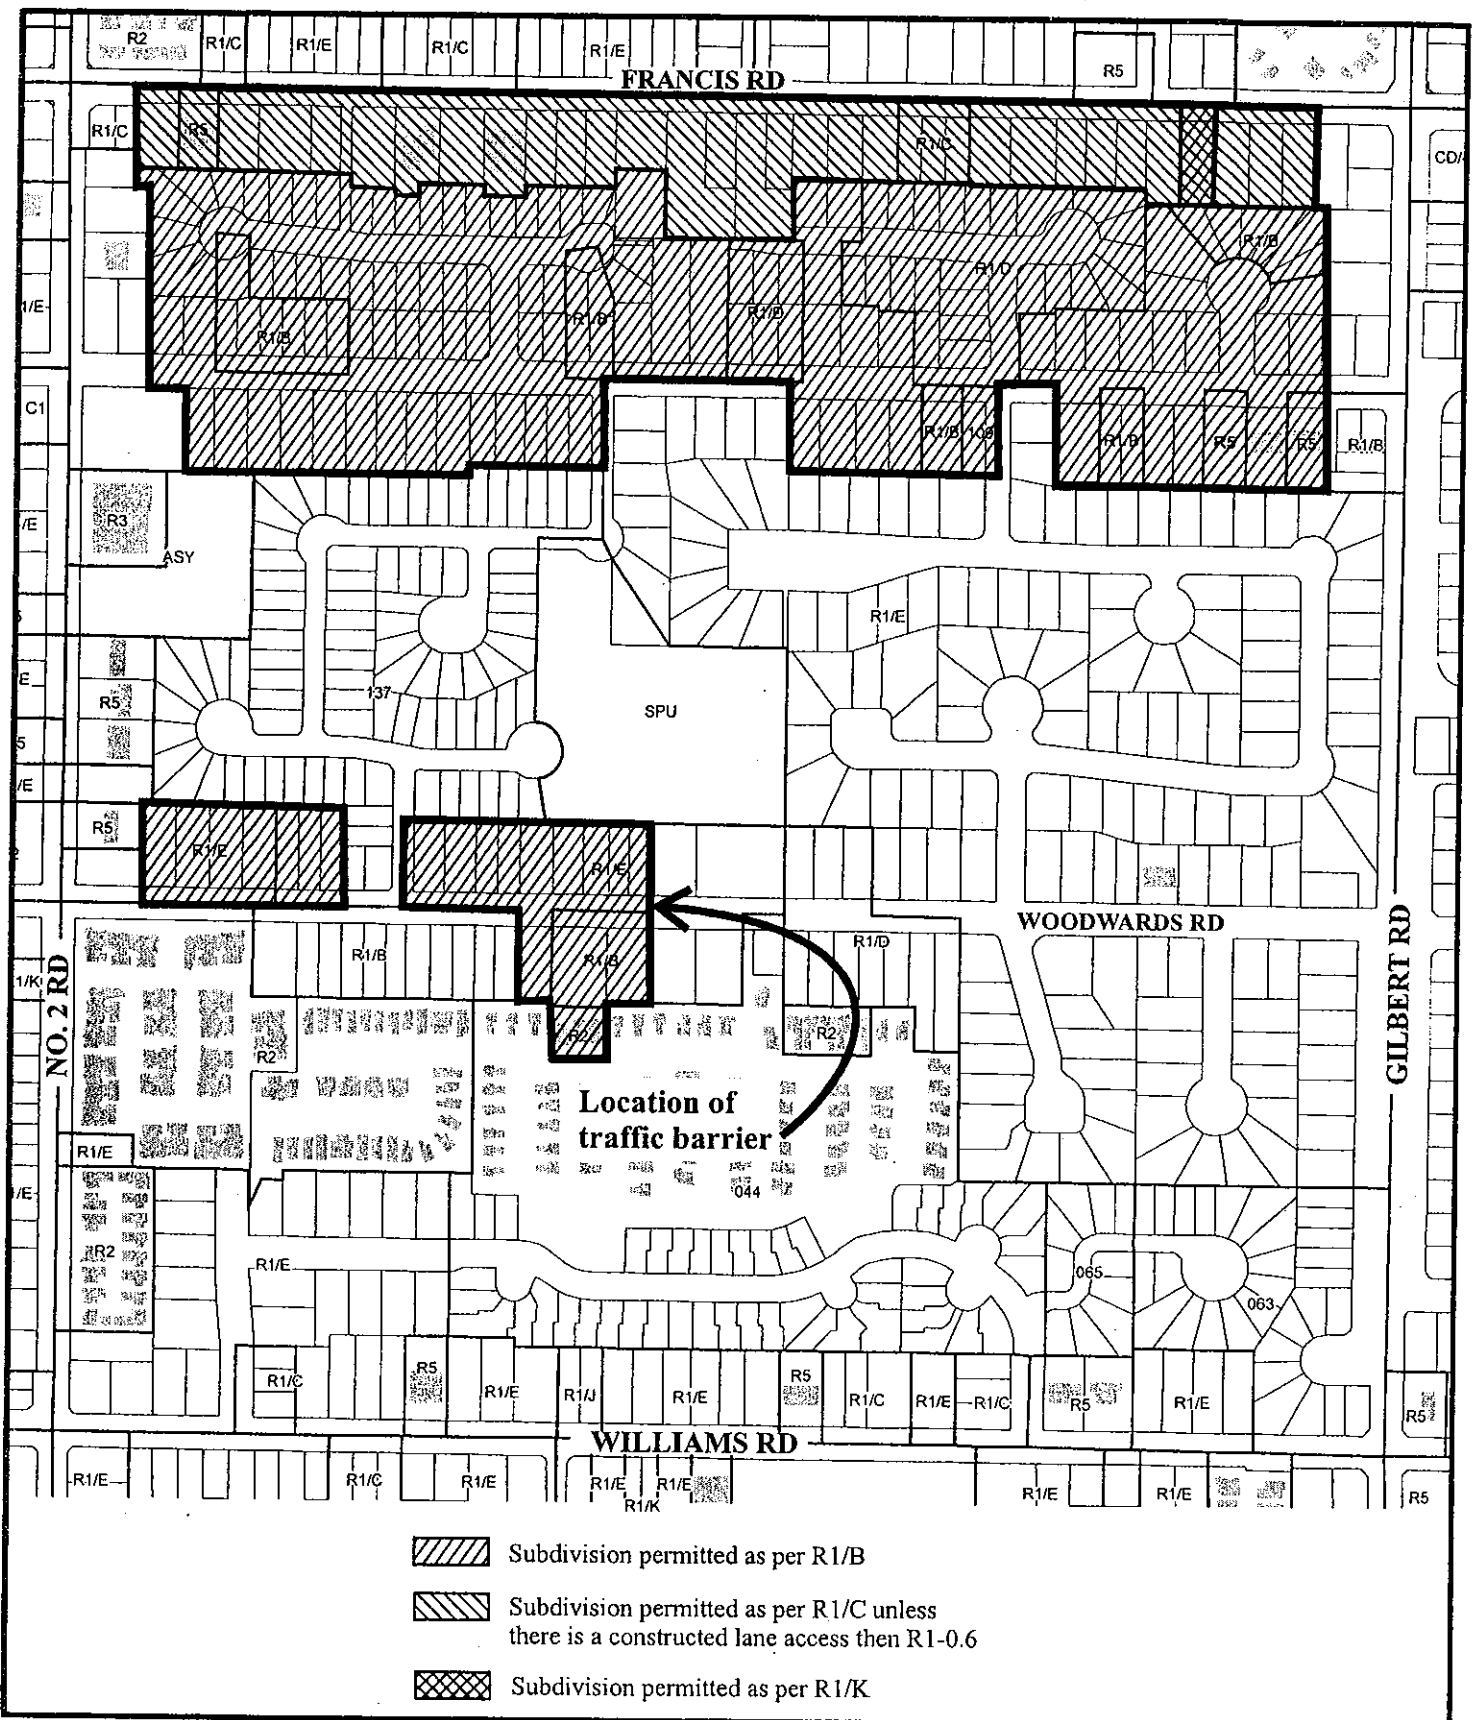 R2
R1/C
R1/E
R1/C
R1/E
R5
FRANCIS RD
R1/C
R5
R1/C
CD/
R1/B
R1/D
1/E
R1/B
R1/B
R1/D
C1
R1/B
109
R1/B
R5
R5
R1/B
R3
/E
ASY
R1/E
E
137
R5
SPU
5
/E
R5
R1/E
R1/E
WOODWARDS RD
R1/D
R1/B
R1/B
1/K
NO. 2 RD
GILBERT RD
R2
R2
R2
Location of
traffic barrier
R1/E
/E
044
R2
R1/E
065
063
R1/C
R5
R1/E
R1/J
R1/E
R5
R1/C
R1/E
R1/C
R5
R1/E
R5
WILLIAMS RD
R1/E
R1/C
R1/E
R1/E
R1/K
R1/E
R1/E
R1/E
R5
Subdivision permitted as per R1/B
Subdivision permitted as per R1/C unless
there is a constructed lane access then R1-0.6
Subdivision permitted as per R1/K